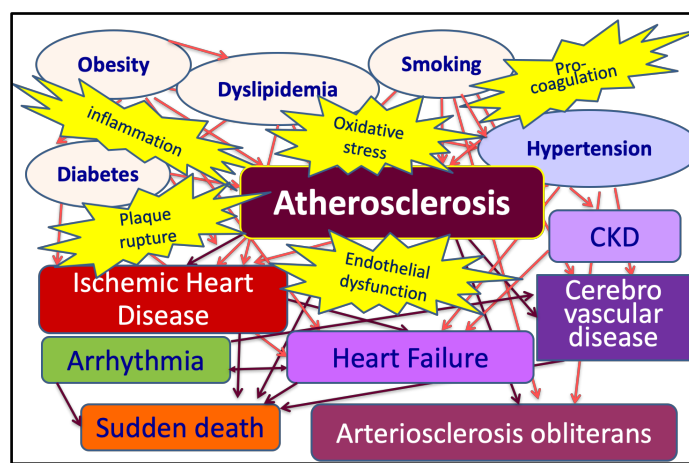 Obesity
Dyslipidemia
Smoking
Pro-
coagulation
inflammation
Oxidative
stress
Hypertension
Diabetes
Plaque
rupture
Atherosclerosis
CKD
Endothelial
dysfunction
Ischemic Heart
Disease
Cerebro
vascular
disease
Arrhythmia
Heart Failure
Sudden death
Arteriosclerosis obliterans